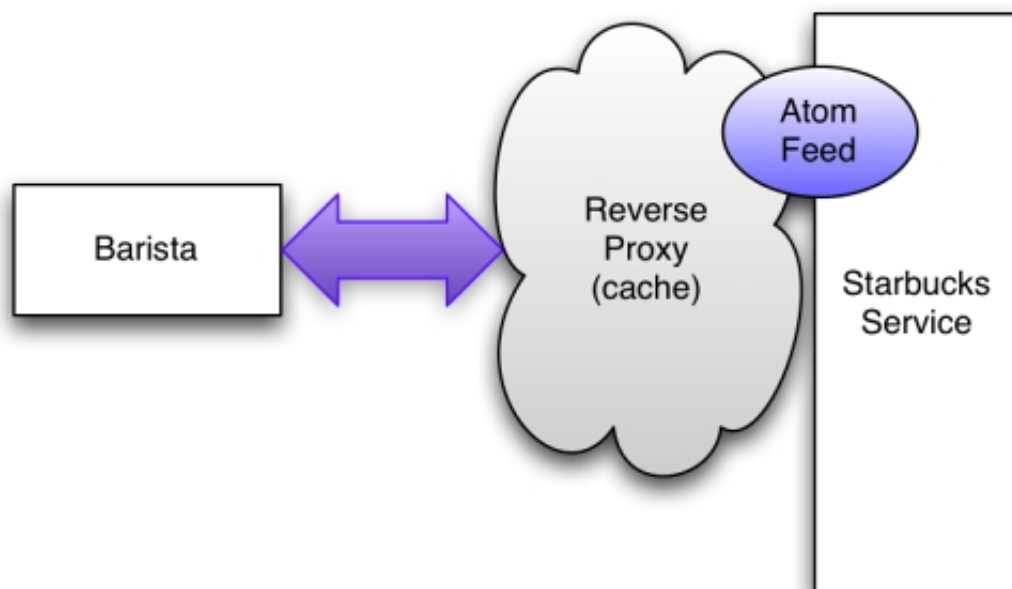 Barista
Reverse
Proxy
(cache)
Atom
Feed
Starbucks
Service